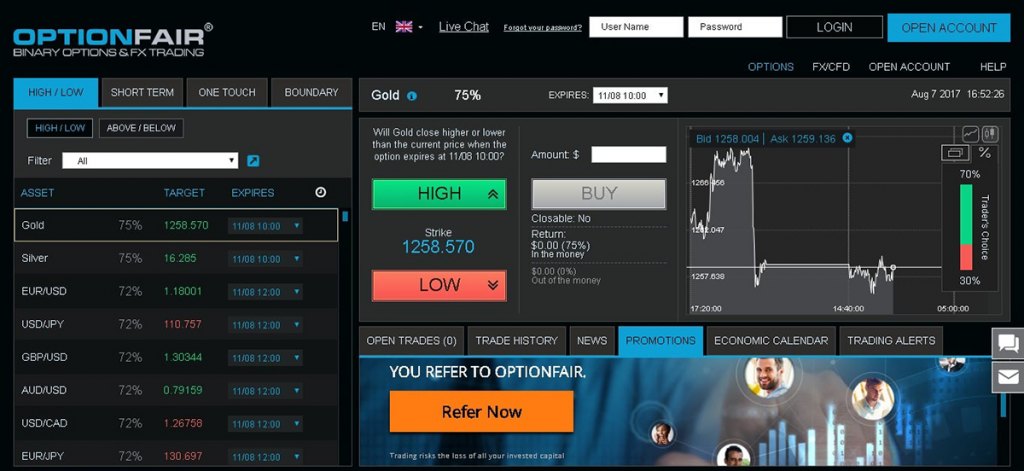 OPTIONFAIR®
BINARY OPTIONS & FX TRADING
EN
Live Chat
Forgot your password?
User Name
Password
LOGIN
OPEN ACCOUNT
OPTIONS
FX/CFD
OPEN ACCOUNT
HELP
HIGH / LOW
SHORT TERM
ONE TOUCH
BOUNDARY
HIGH / LOW
ABOVE / BELOW
Filter
All
ASSET TARGET EXPIRES
Gold 75% 1258.570 11/08 10:00
Silver 75% 16.285 11/08 10:00
EUR/USD 72% 1.18001 11/08 12:00
USD/JPY 72% 110.757 11/08 12:00
GBP/USD 72% 1.30344 11/08 12:00
AUD/USD 72% 0.79159 11/08 12:00
USD/CAD 72% 1.26758 11/08 12:00
EUR/JPY 72% 130.697 11/08 12:00
Gold 75%
EXPIRES: 11/08 10:00
Aug 7 2017 16:52:26
Will Gold close higher or lower
than the current price when the
option expires at 11/08 10:00?
HIGH
Strike
1258.570
LOW
Amount: $
BUY
Closable: No
Return:
$0.00 (75%)
In the money
$0.00 (0%)
Out of the money
Bid 1258.004 | Ask 1259.136
1266.456
1262.047
1257.638
17:20:00
14:40:00
05:00:00
%
70%
Trader's Choice
30%
OPEN TRADES (0)
TRADE HISTORY
NEWS
PROMOTIONS
ECONOMIC CALENDAR
TRADING ALERTS
YOU REFER TO OPTIONFAIR.
Refer Now
Trading risks the loss of all your invested capital